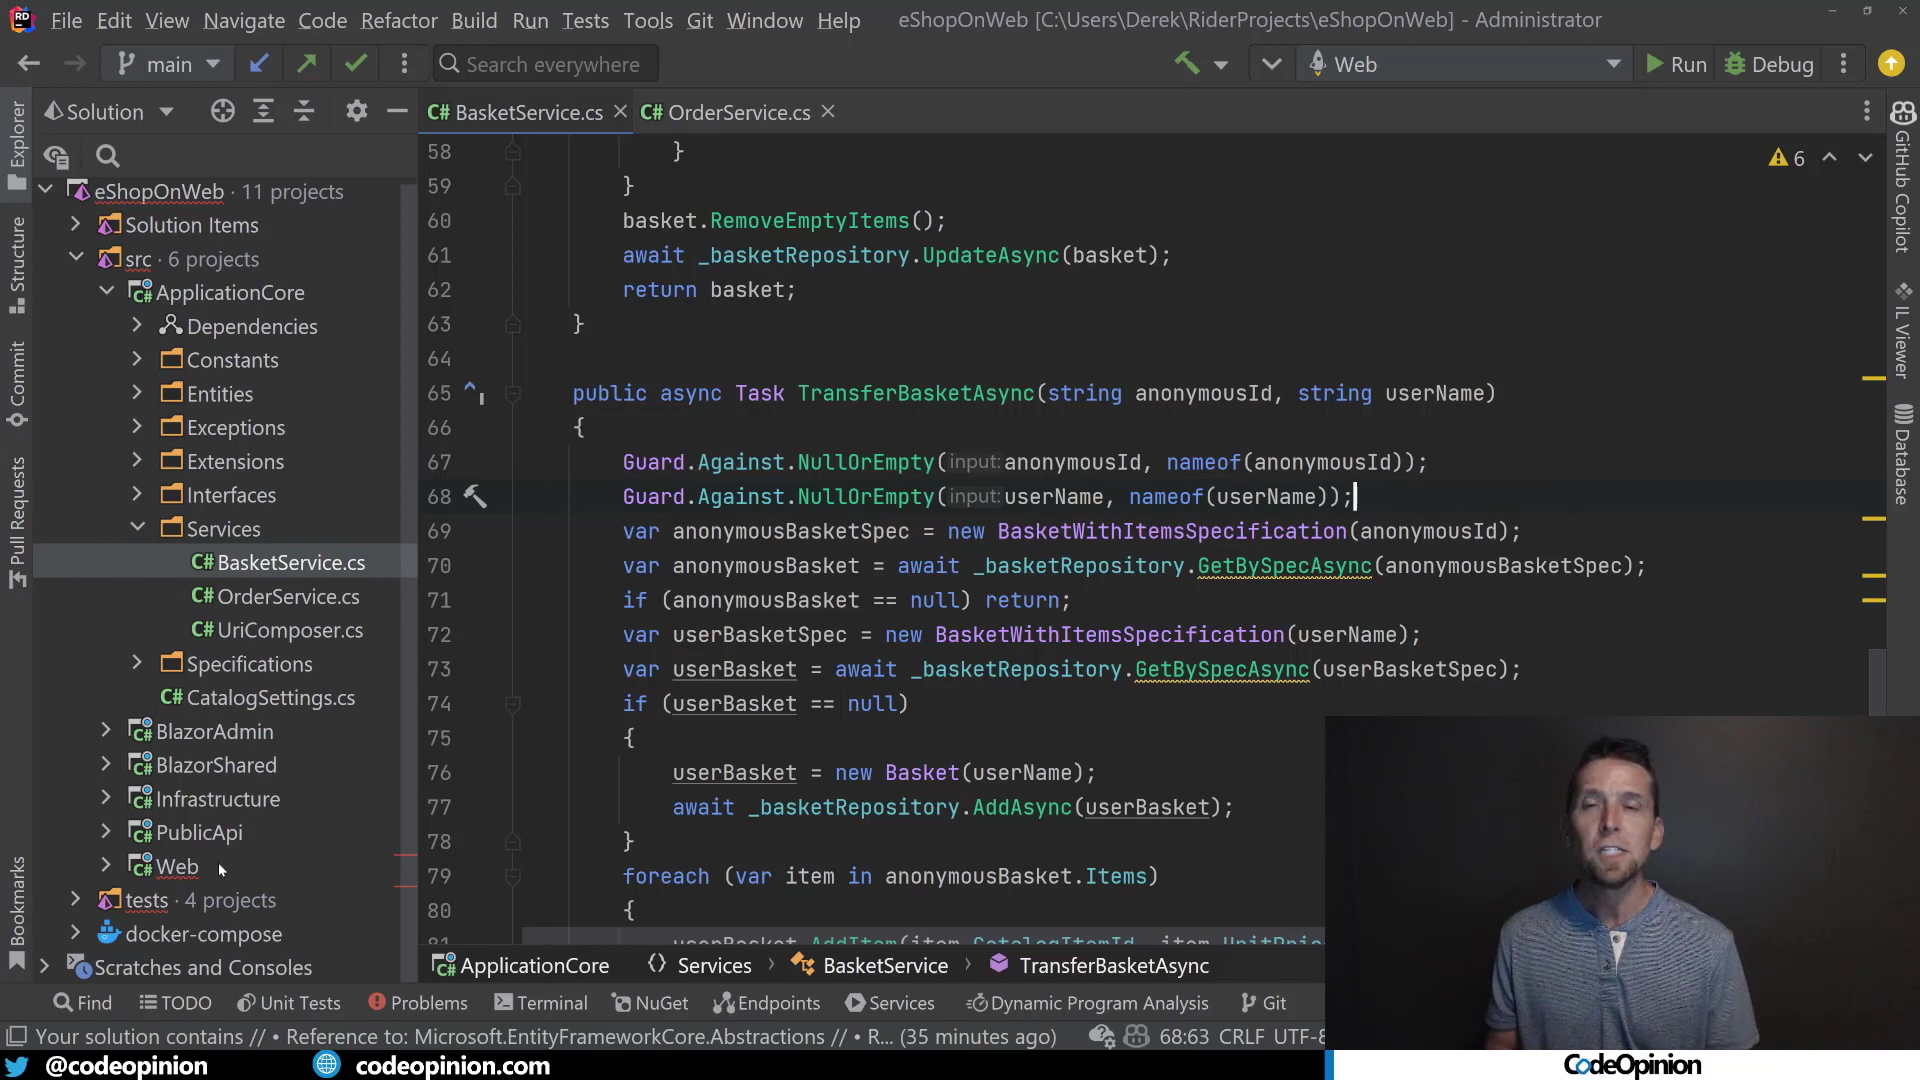 File Edit View Navigate Code Refactor Build Run Tests Tools Git Window Help eShopOnWeb [C:\Users\Derek\RiderProjects\eShopOnWeb] - Administrator
main Search everywhere Web Run Debug
Solution BasketService.cs OrderService.cs
Explorer
Structure
Commit
Pull Requests
Bookmarks
eShopOnWeb · 11 projects
Solution Items
src · 6 projects
ApplicationCore
Dependencies
Constants
Entities
Exceptions
Extensions
Interfaces
Services
BasketService.cs
OrderService.cs
UriComposer.cs
Specifications
CatalogSettings.cs
BlazorAdmin
BlazorShared
Infrastructure
PublicApi
Web
tests · 4 projects
docker-compose
Scratches and Consoles
6
58 }
59 }
60 basket.RemoveEmptyItems();
61 await _basketRepository.UpdateAsync(basket);
62 return basket;
63 }
64
65 public async Task TransferBasketAsync(string anonymousId, string userName)
66 {
67 Guard.Against.NullOrEmpty(input:anonymousId, nameof(anonymousId));
68 Guard.Against.NullOrEmpty(input:userName, nameof(userName));
69 var anonymousBasketSpec = new BasketWithItemsSpecification(anonymousId);
70 var anonymousBasket = await _basketRepository.GetBySpecAsync(anonymousBasketSpec);
71 if (anonymousBasket == null) return;
72 var userBasketSpec = new BasketWithItemsSpecification(userName);
73 var userBasket = await _basketRepository.GetBySpecAsync(userBasketSpec);
74 if (userBasket == null)
75 {
76 userBasket = new Basket(userName);
77 await _basketRepository.AddAsync(userBasket);
78 }
79 foreach (var item in anonymousBasket.Items)
80 {
GitHub Copilot
IL Viewer
Database
ApplicationCore Services BasketService TransferBasketAsync
Find TODO Unit Tests Problems Terminal NuGet Endpoints Services Dynamic Program Analysis Git
Your solution contains // • Reference to: Microsoft.EntityFrameworkCore.Abstractions // • R... (35 minutes ago) 68:63 CRLF UTF-8
@codeopinion codeopinion.com CodeOpinion